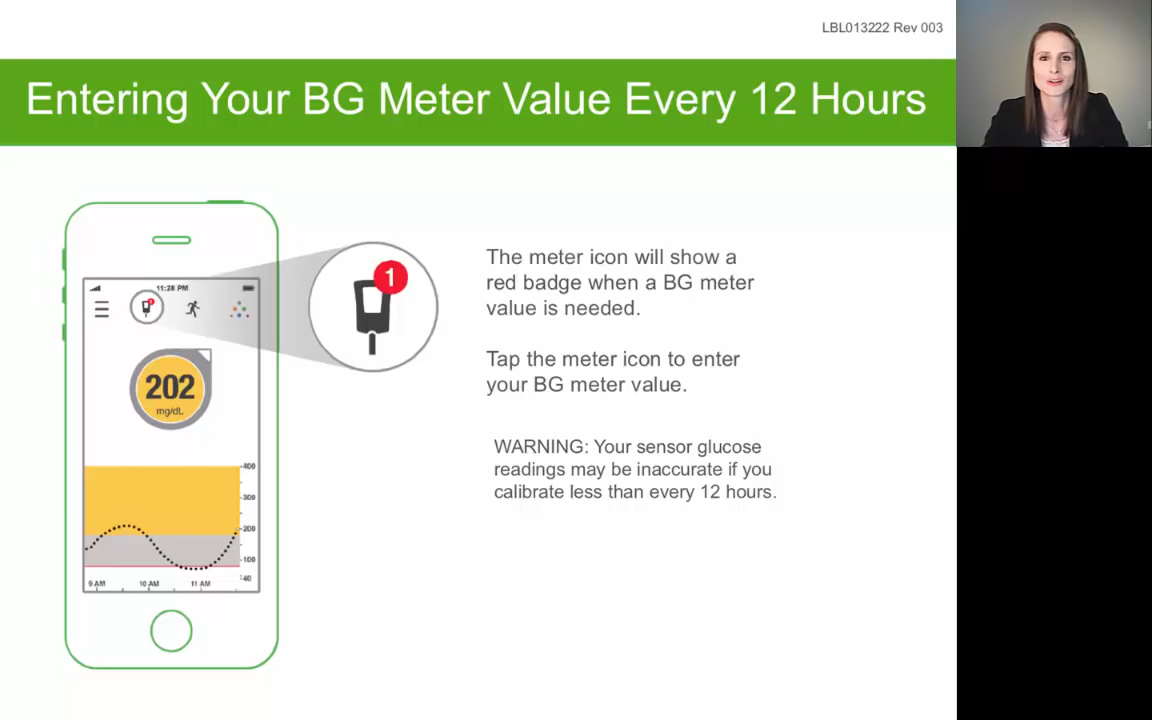 LBL013222 Rev 003
Entering Your BG Meter Value Every 12 Hours
The meter icon will show a
red badge when a BG meter
value is needed.
Tap the meter icon to enter
your BG meter value.
WARNING: Your sensor glucose
readings may be inaccurate if you
calibrate less than every 12 hours.
1
11:28 PM
1
202
mg/dL
400
300
200
100
40
9 AM 10 AM 11 AM